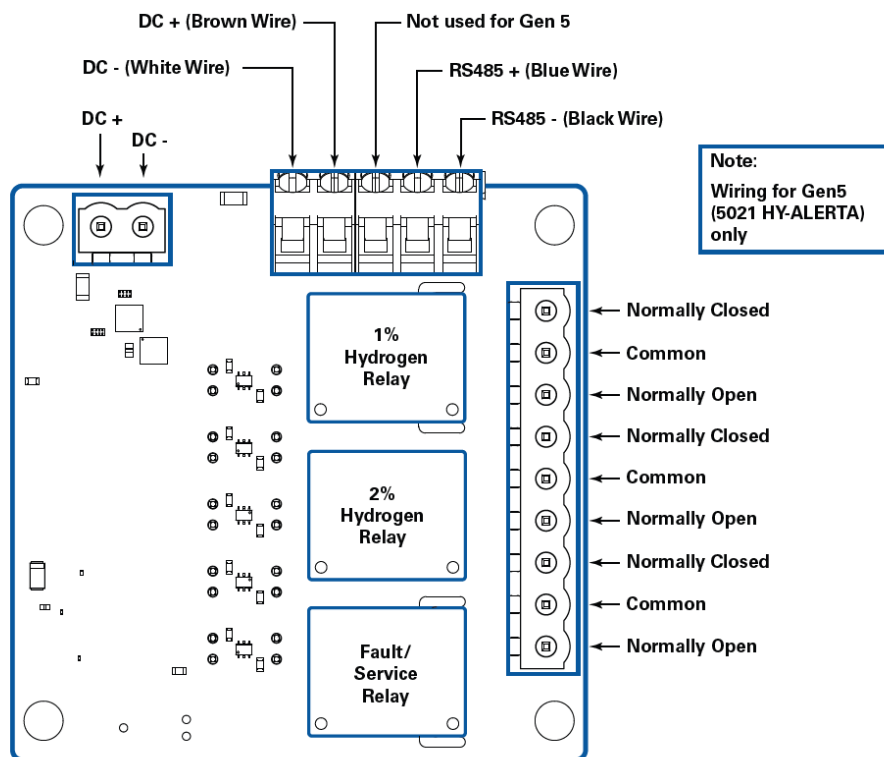 DC + (Brown Wire)
Not used for Gen 5
DC - (White Wire)
RS485 + (Blue Wire)
DC +
DC -
RS485 - (Black Wire)
Note:
Wiring for Gen5
(5021 HY-ALERTA)
only
1%
Hydrogen
Relay
2%
Hydrogen
Relay
Fault/
Service
Relay
Normally Closed
Common
Normally Open
Normally Closed
Common
Normally Open
Normally Closed
Common
Normally Open